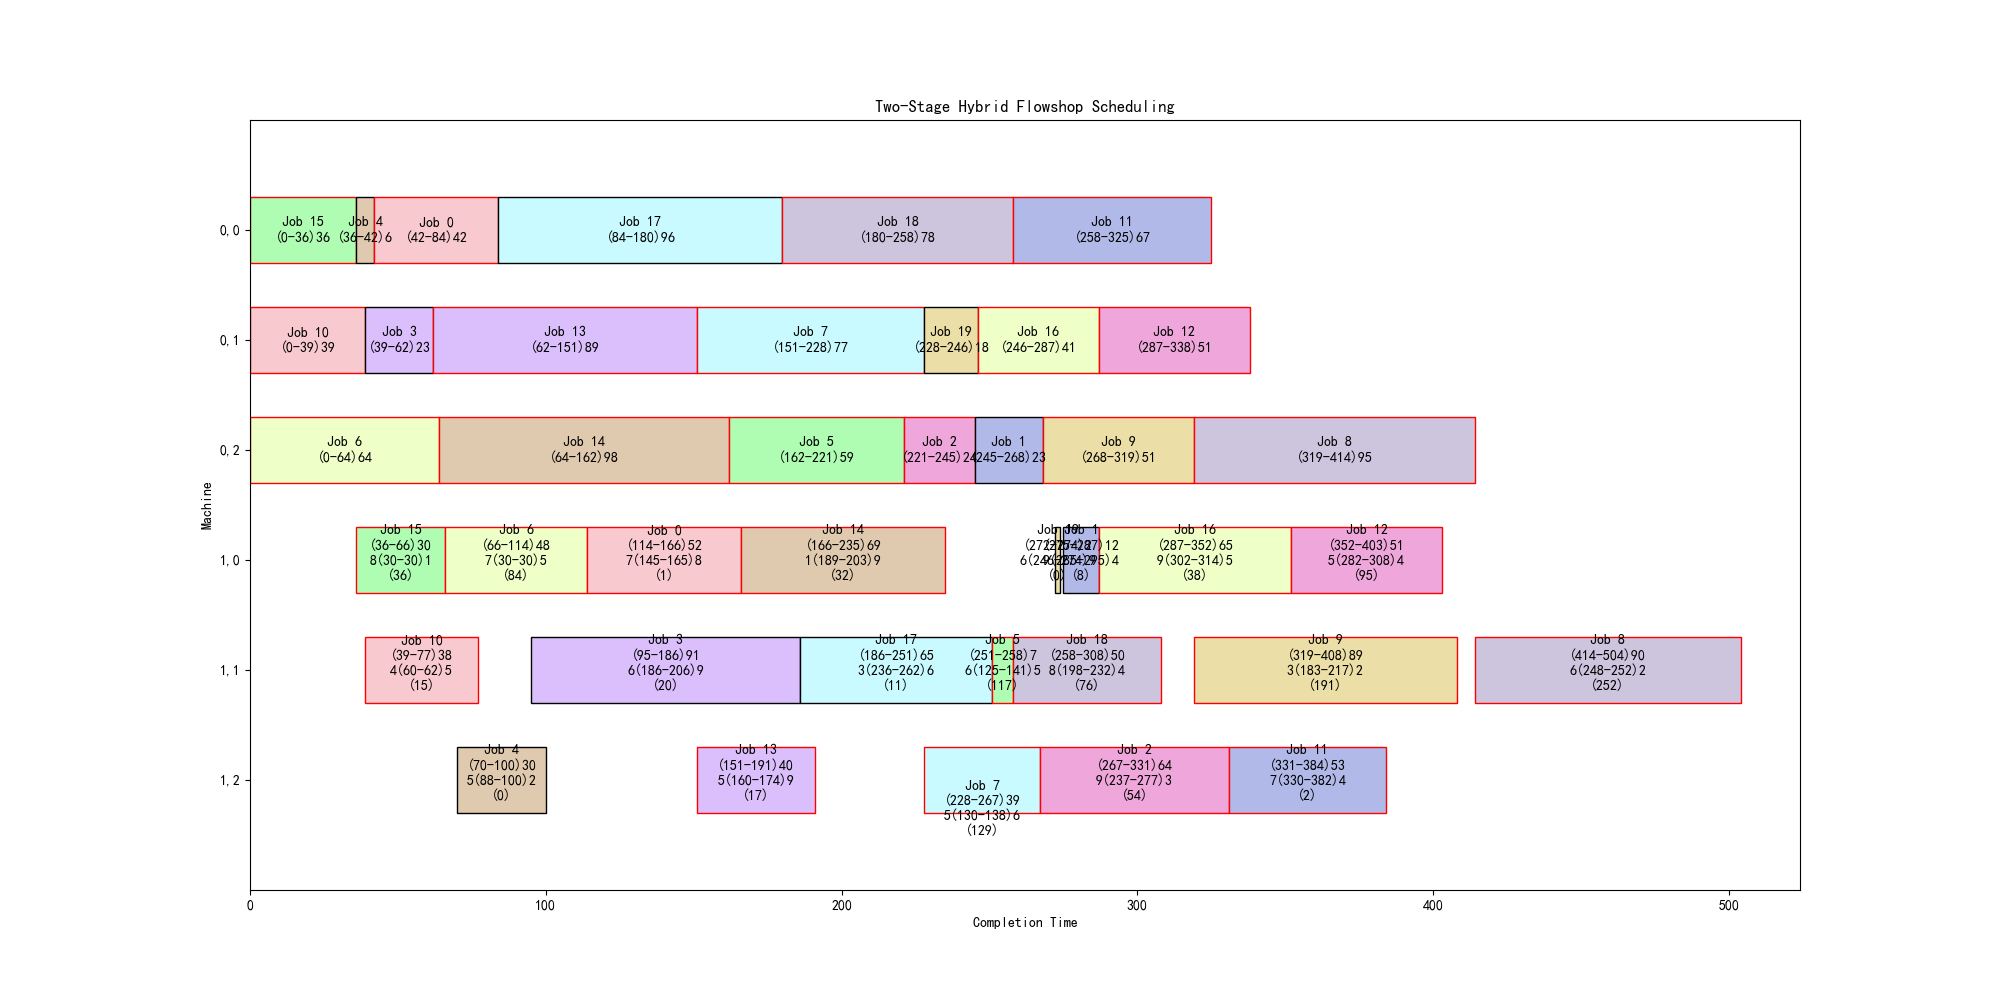 Two-Stage Hybrid Flowshop Scheduling
0,0
Job 15
(0-36)36
Job 4
(36-42)6
Job 0
(42-84)42
Job 17
(84-180)96
Job 18
(180-258)78
Job 11
(258-325)67
0,1
Job 10
(0-39)39
Job 3
(39-62)23
Job 13
(62-151)89
Job 7
(151-228)77
Job 19
(228-246)18
Job 16
(246-287)41
Job 12
(287-338)51
0,2
Job 6
(0-64)64
Job 14
(64-162)98
Job 5
(162-221)59
Job 2
(221-245)24
Job 1
(245-268)23
Job 9
(268-319)51
Job 8
(319-414)95
Machine
1,0
Job 15
(36-66)30
8(30-30)1
(36)
Job 6
(66-114)48
7(30-30)5
(84)
Job 0
(114-166)52
7(145-165)8
(1)
Job 14
(166-235)69
1(189-203)9
(32)
Job 19
(0)
Job 1
(8)
Job 16
(287-352)65
9(302-314)5
(38)
Job 12
(352-403)51
5(282-308)4
(95)
1,1
Job 10
(39-77)38
4(60-62)5
(15)
Job 3
(95-186)91
6(186-206)9
(20)
Job 17
(186-251)65
3(236-262)6
(11)
Job 5
(251-258)7
6(125-141)5
(117)
Job 18
(258-308)50
8(198-232)4
(76)
Job 9
(319-408)89
3(183-217)2
(191)
Job 8
(414-504)90
6(248-252)2
(252)
1,2
Job 4
(70-100)30
5(88-100)2
(0)
Job 13
(151-191)40
5(160-174)9
(17)
Job 7
(228-267)39
5(130-138)6
(129)
Job 2
(267-331)64
9(237-277)3
(54)
Job 11
(331-384)53
7(330-382)4
(2)
0
100
200
300
400
500
Completion Time